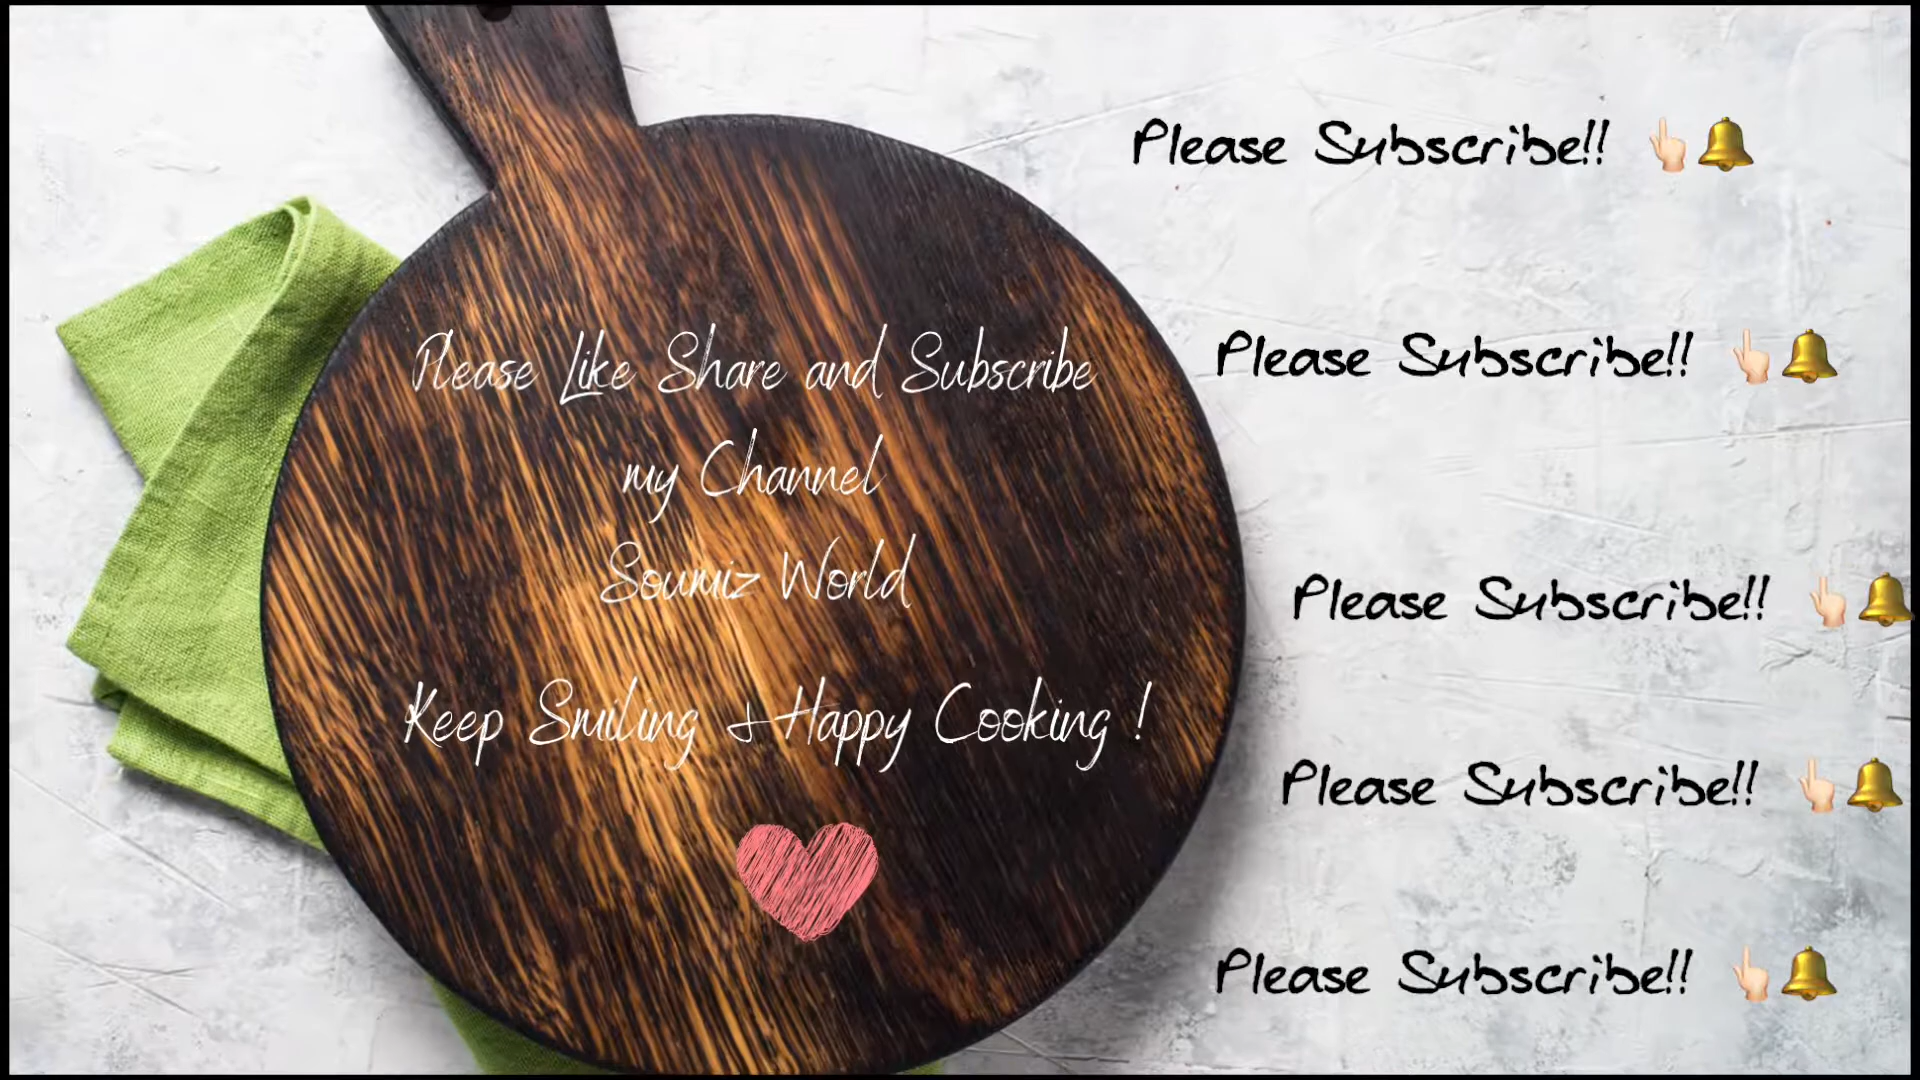 Please Like Share and Subscribe
my Channel
Soumiz World
Keep Smiling & Happy Cooking !
Please Subscribe!! 👆🏻🔔
Please Subscribe!! 👆🏻🔔
Please Subscribe!! 👆🏻🔔
Please Subscribe!! 👆🏻🔔
Please Subscribe!! 👆🏻🔔